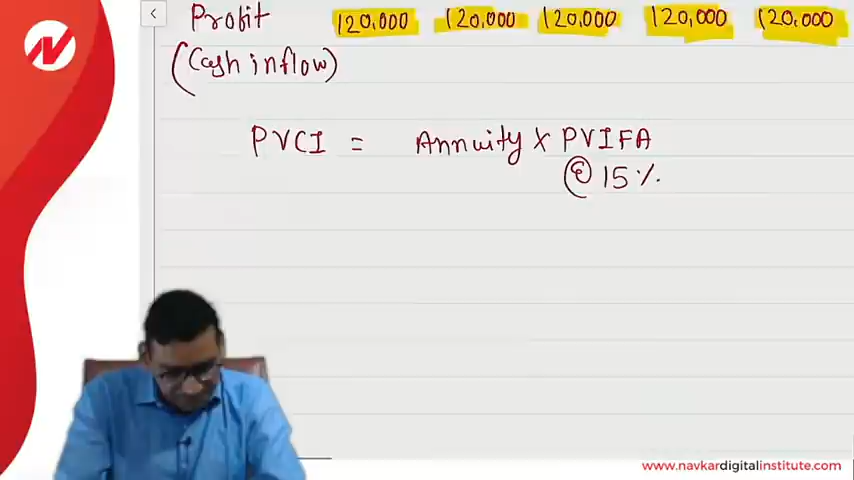 Profit 120,000 120,000 120,000 120,000 120,000
(Cash inflow)
PVCI = Annuity X PVIFA
@ 15 %
www.navkardigitalinstitute.com